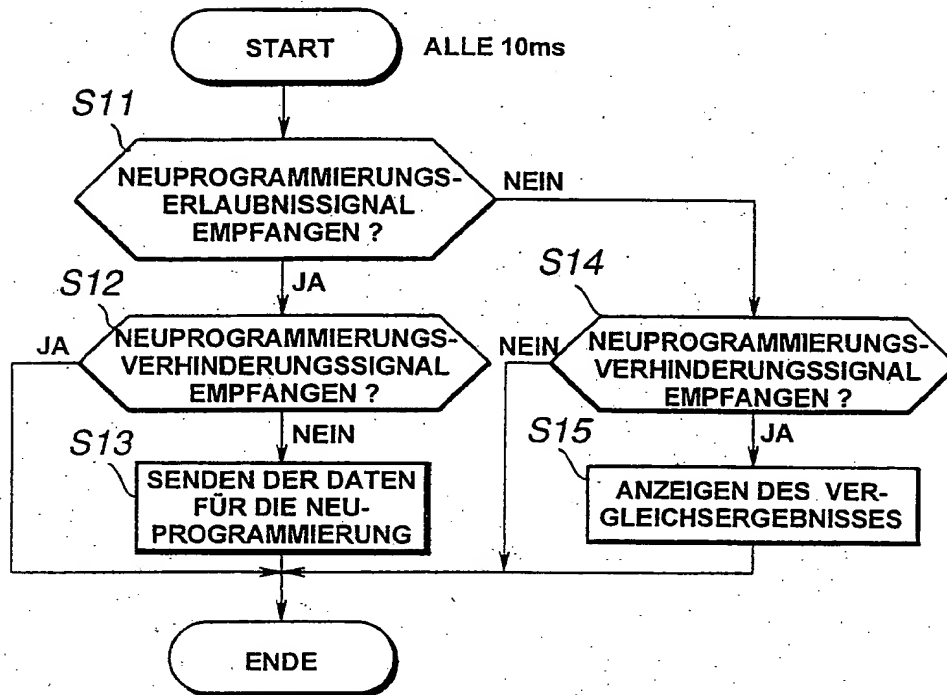 START
ALLE 10ms
S11
NEUPROGRAMMIERUNGS-
ERLAUBNISSIGNAL
EMPFANGEN ?
NEIN
JA
S12
NEUPROGRAMMIERUNGS-
VERHINDERUNGSSIGNAL
EMPFANGEN ?
JA
NEIN
S13
SENDEN DER DATEN
FÜR DIE NEU-
PROGRAMMIERUNG
S14
NEUPROGRAMMIERUNGS-
VERHINDERUNGSSIGNAL
EMPFANGEN ?
NEIN
JA
S15
ANZEIGEN DES VER-
GLEICHSERGEBNISSES
ENDE